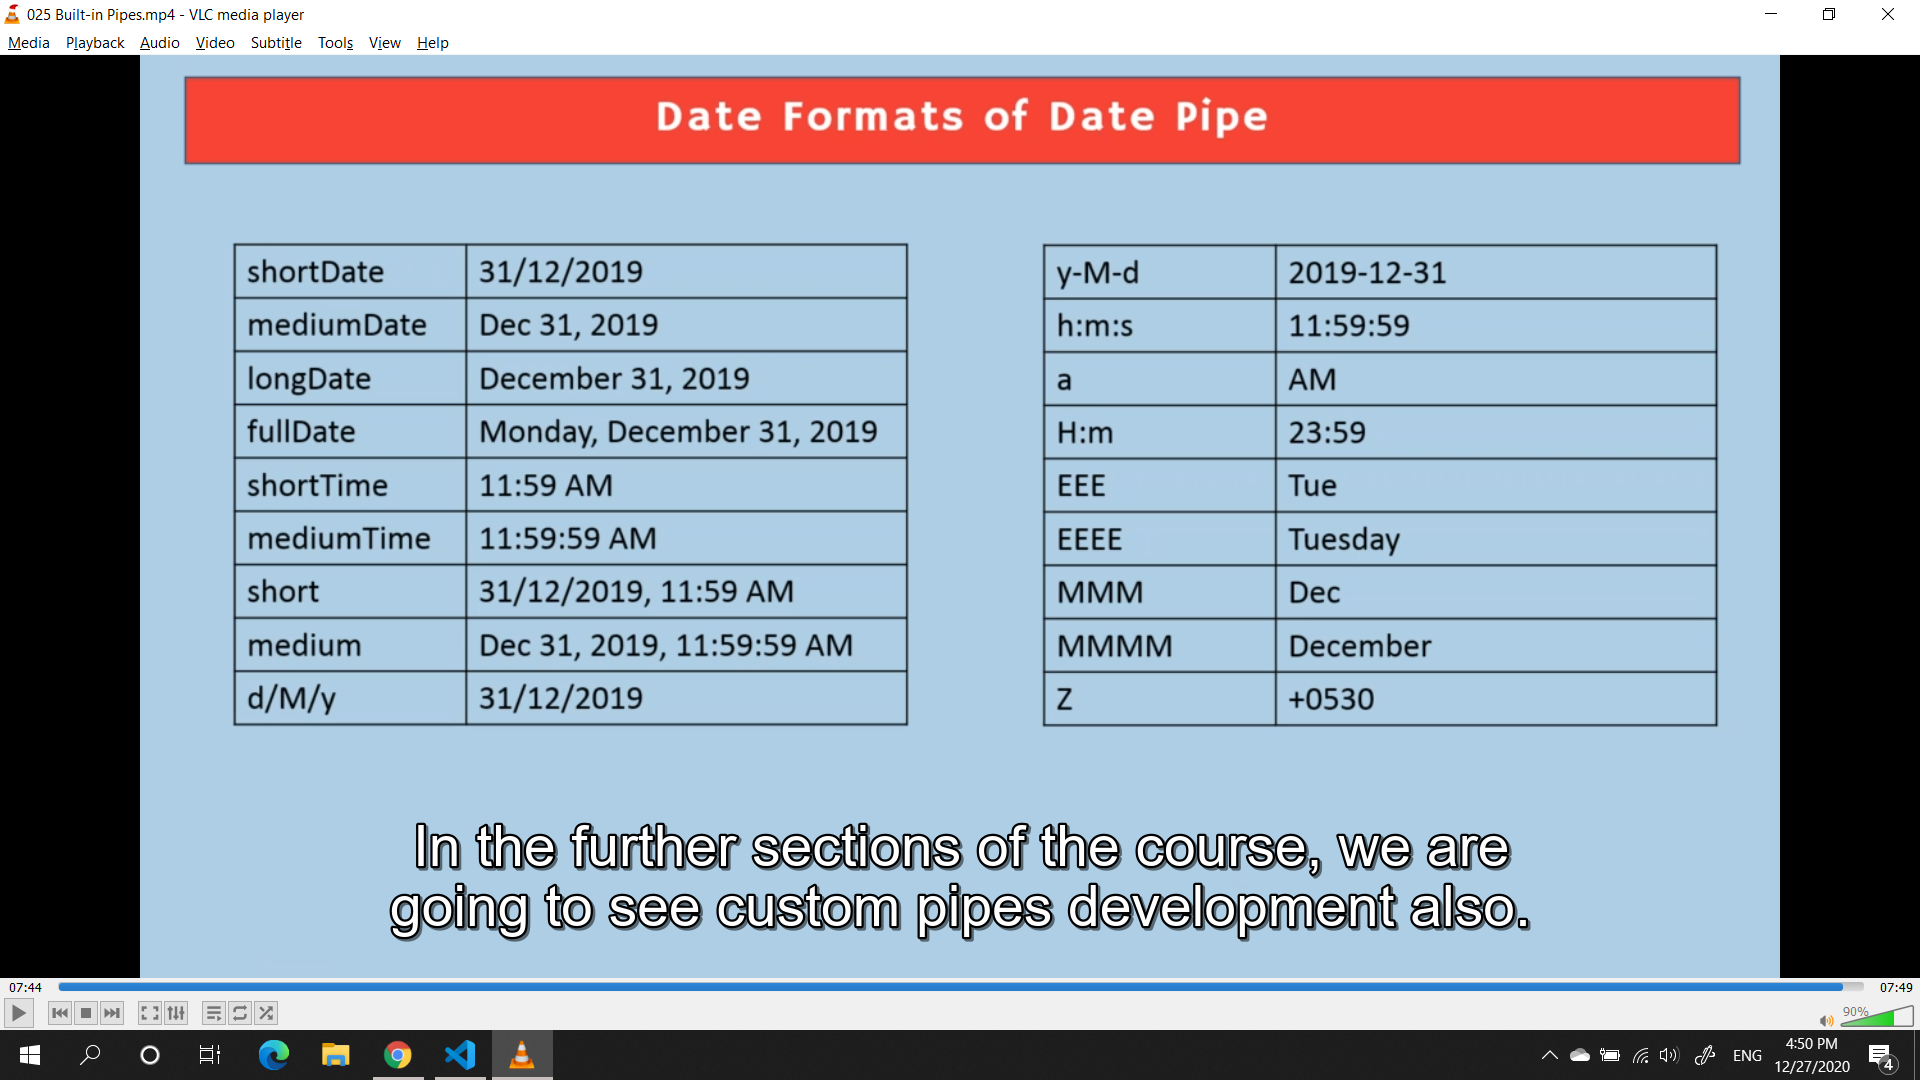 025 Built-in Pipes.mp4 - VLC media player
Media Playback Audio Video Subtitle Tools View Help
Date Formats of Date Pipe
shortDate 31/12/2019
mediumDate Dec 31, 2019
longDate December 31, 2019
fullDate Monday, December 31, 2019
shortTime 11:59 AM
mediumTime 11:59:59 AM
short 31/12/2019, 11:59 AM
medium Dec 31, 2019, 11:59:59 AM
d/M/y 31/12/2019
y-M-d 2019-12-31
h:m:s 11:59:59
a AM
H:m 23:59
EEE Tue
EEEE Tuesday
MMM Dec
MMMM December
Z +0530
In the further sections of the course, we are
going to see custom pipes development also.
07:44 07:49
90%
ENG
4:50 PM
12/27/2020
4